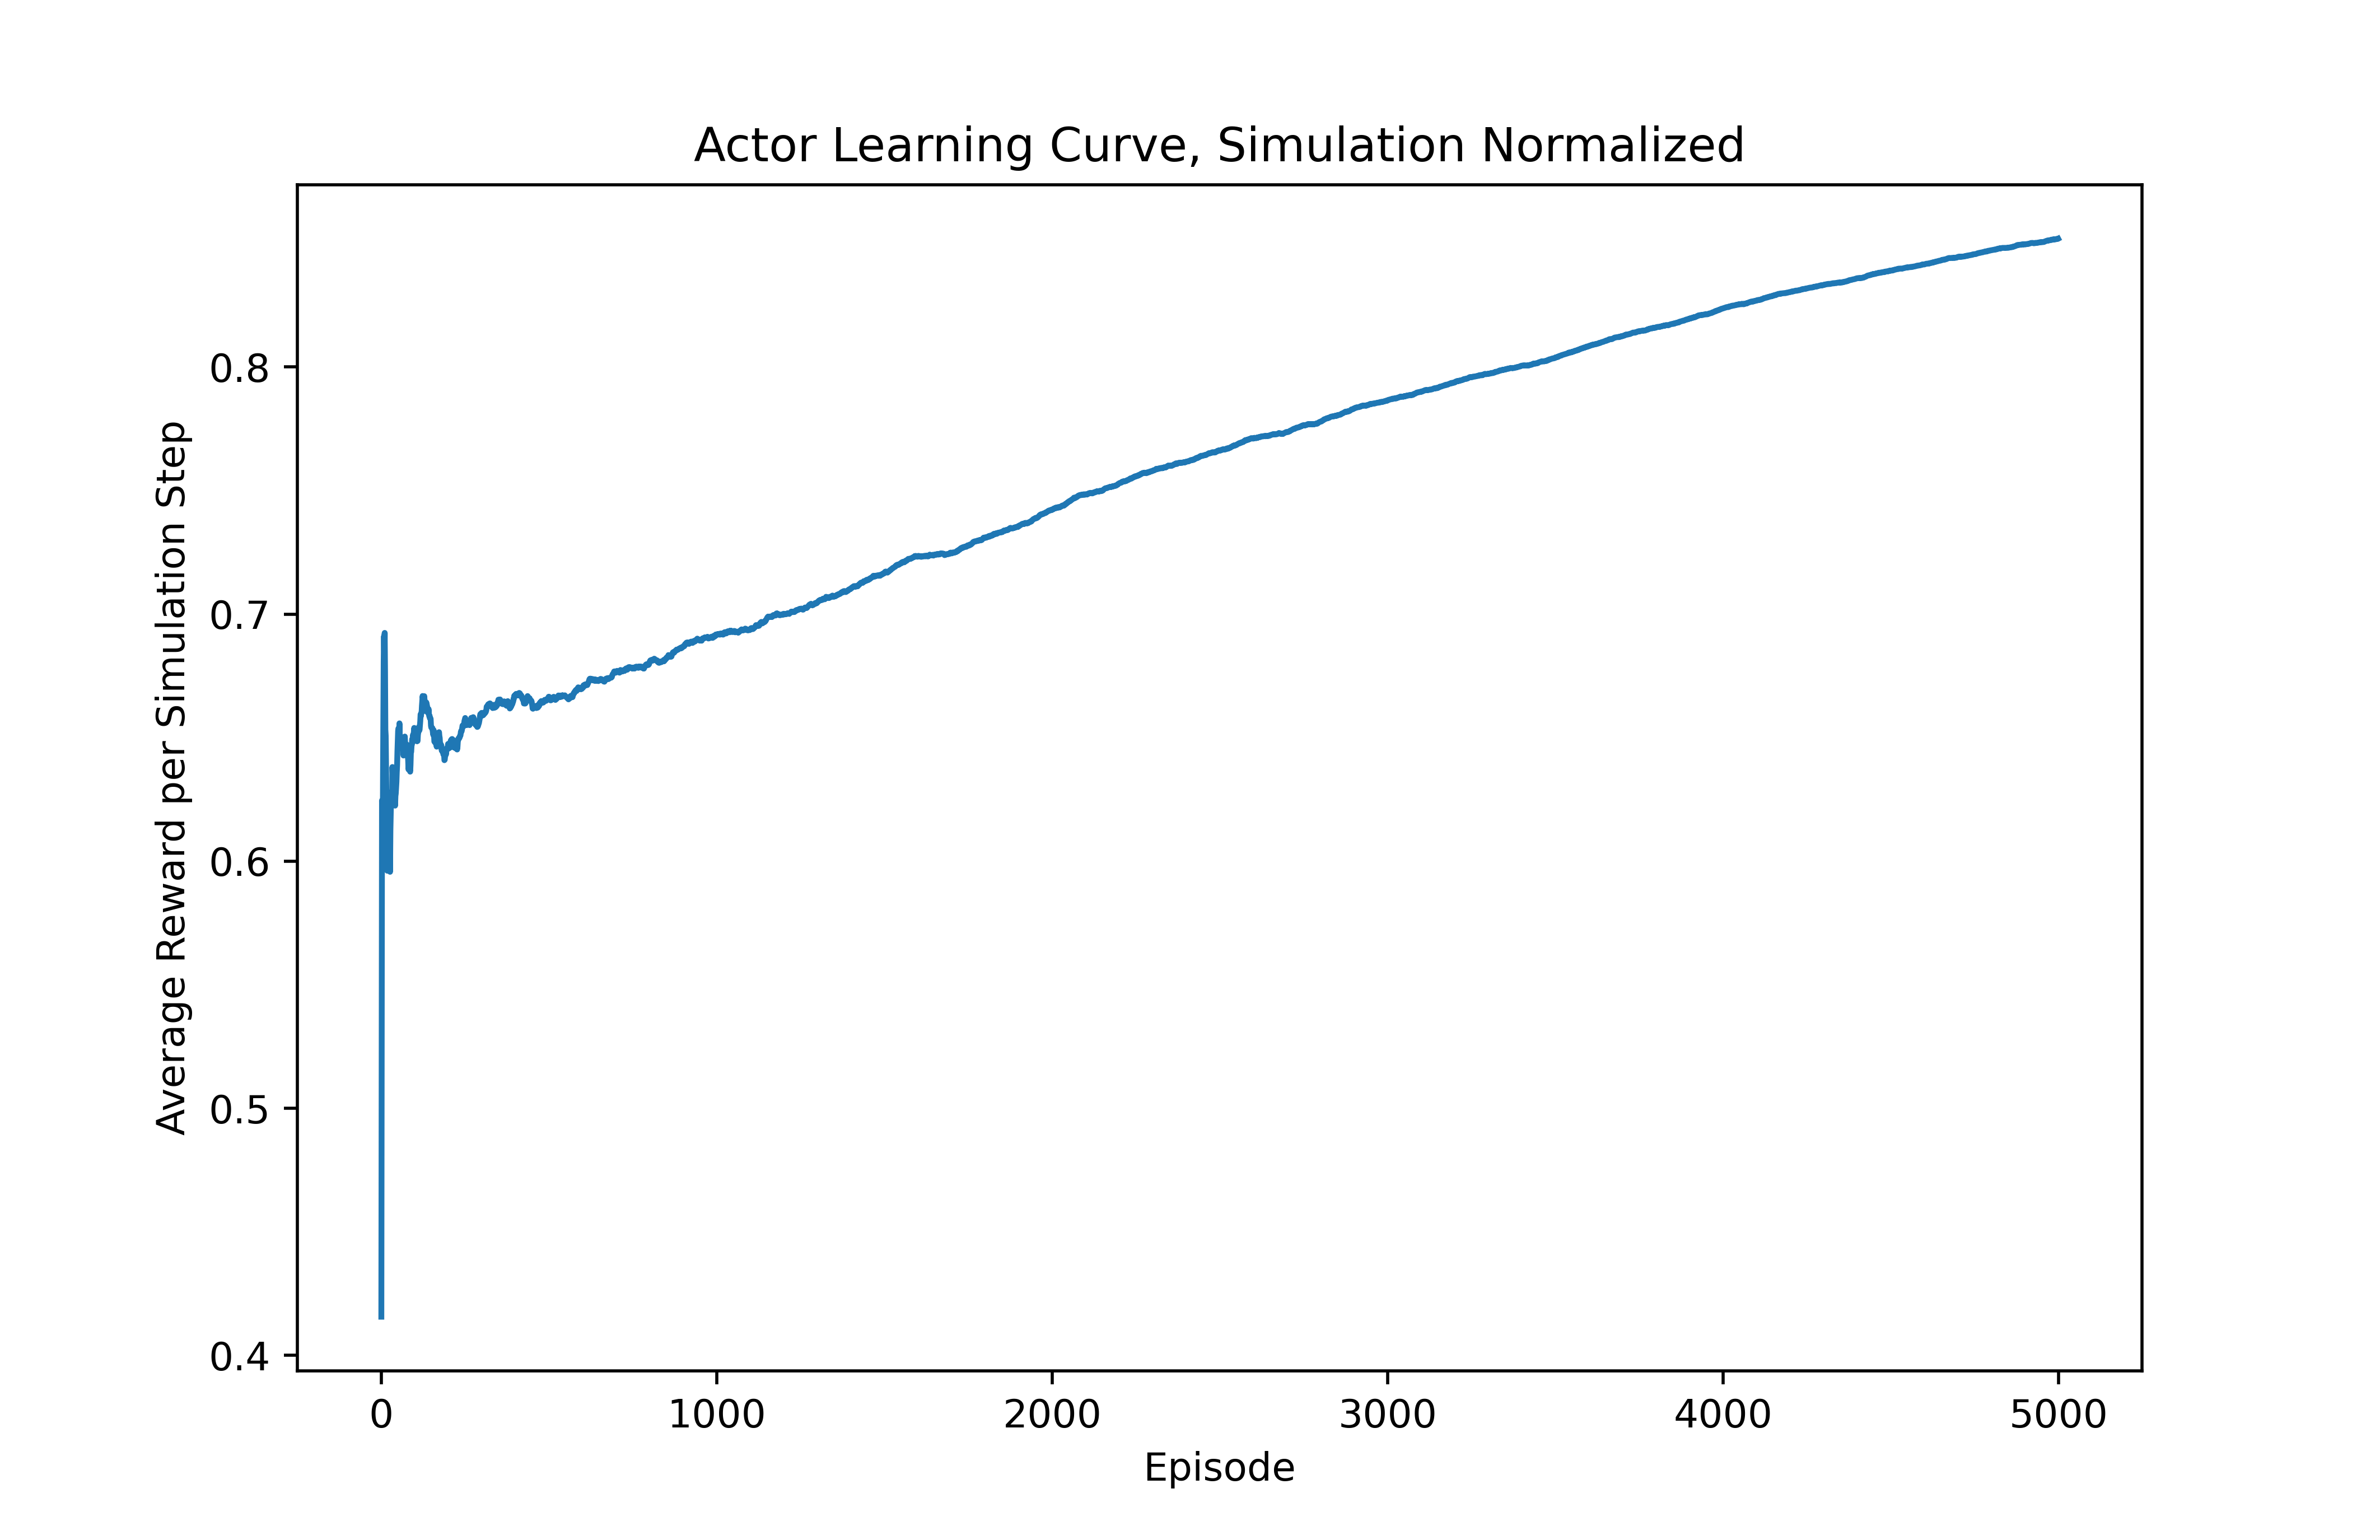 Actor Learning Curve, Simulation Normalized
Average Reward per Simulation Step
0.8
0.7
0.6
0.5
0.4
0 1000 2000 3000 4000 5000
Episode